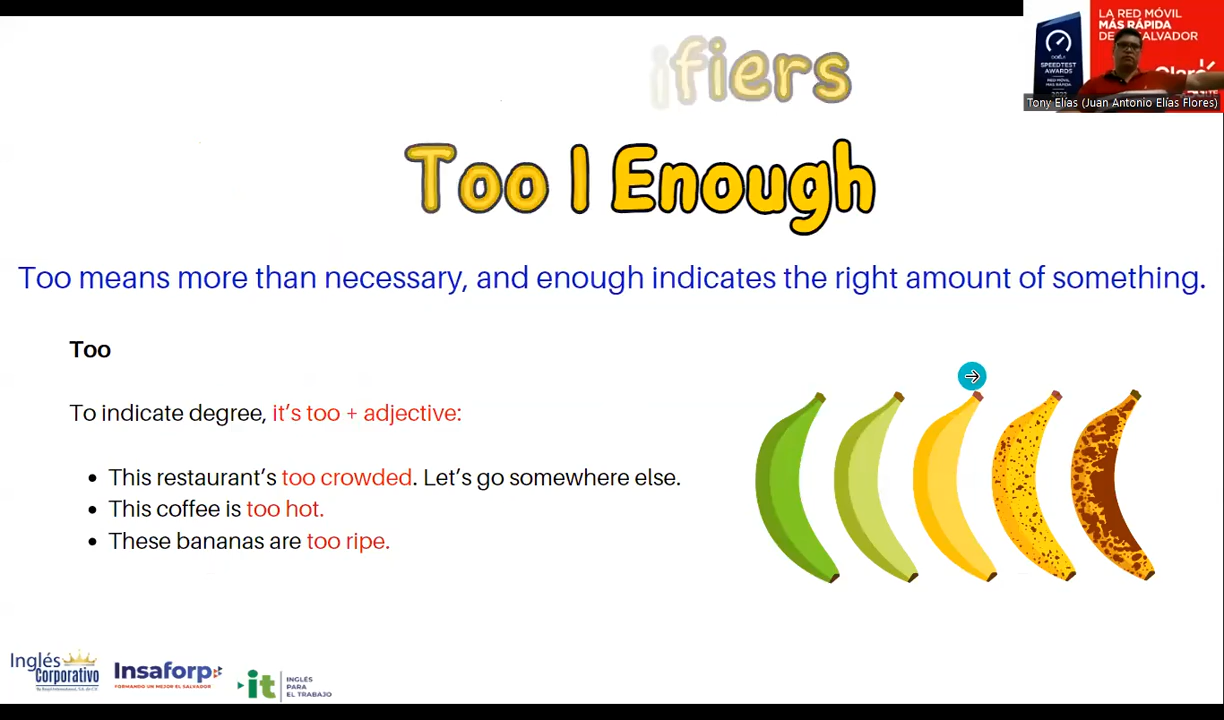 ifiers
Too | Enough
Too means more than necessary, and enough indicates the right amount of something.
Too
To indicate degree, it's too + adjective:
• This restaurant's too crowded. Let's go somewhere else.
• This coffee is too hot.
• These bananas are too ripe.
Inglés
Corporativo
Insaforp
FORMANDO UN MEJOR EL SALVADOR
it
INGLÉS
PARA
EL TRABAJO
LA RED MÓVIL
MÁS RÁPIDA
DE SALVADOR
SPEEDTEST
AWARDS
Claro
Tony Elías (Juan Antonio Elías Flores)